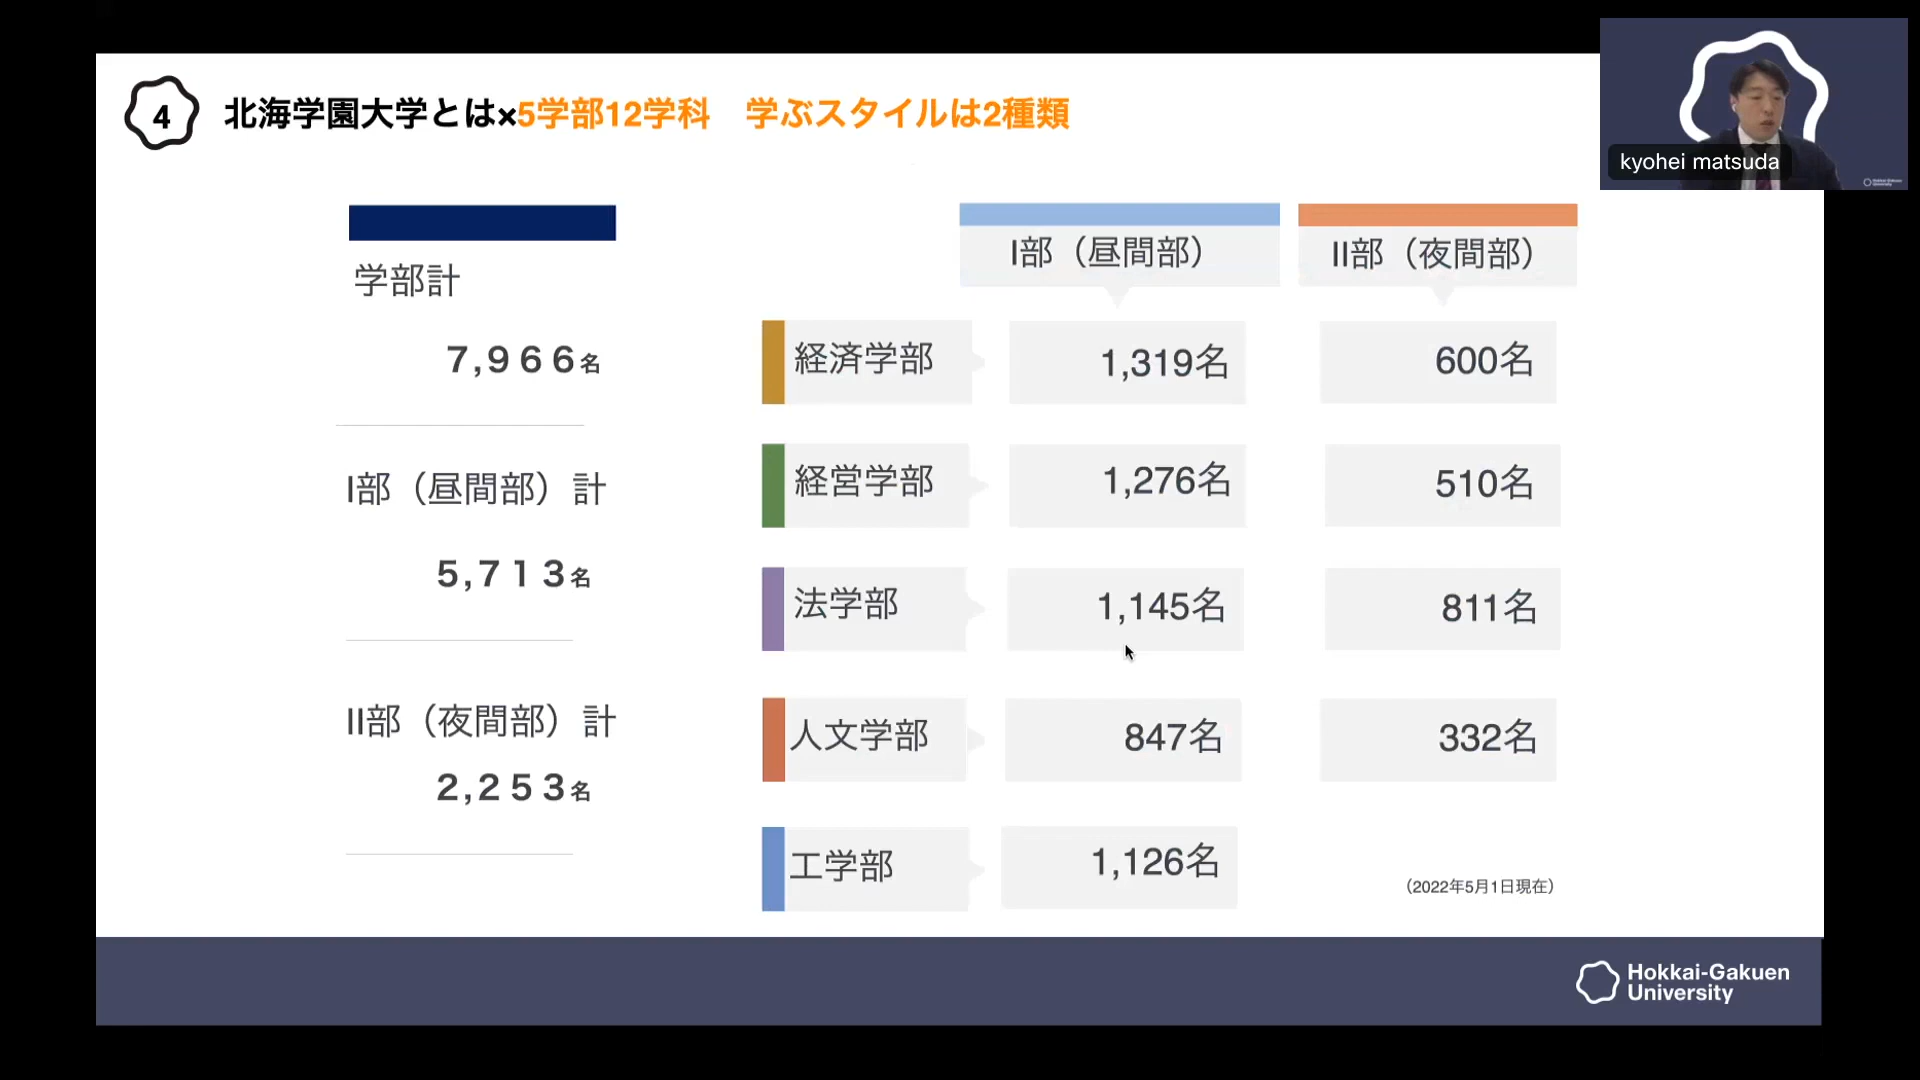 4
北海学園大学とは×5学部12学科　学ぶスタイルは2種類
kyohei matsuda
学部計
7,966名
I部（昼間部）計
5,713名
II部（夜間部）計
2,253名
I部（昼間部）
II部（夜間部）
経済学部
1,319名
600名
経営学部
1,276名
510名
法学部
1,145名
811名
人文学部
847名
332名
工学部
1,126名
（2022年5月1日現在）
Hokkai-Gakuen
University